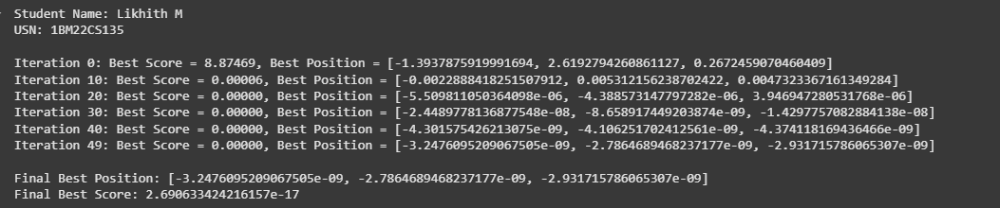 Student Name: Likhith M
USN: 1BM22CS135
Iteration 0: Best Score = 8.87469, Best Position = [-1.3937875919991694, 2.6192794260861127, 0.2672459070460409]
Iteration 10: Best Score = 0.00006, Best Position = [-0.0022888418251507912, 0.005312156238702422, 0.0047323367161349284]
Iteration 20: Best Score = 0.00000, Best Position = [-5.509811050364098e-06, -4.388573147797282e-06, 3.946947280531768e-06]
Iteration 30: Best Score = 0.00000, Best Position = [-2.4489778136877548e-08, -8.658917449203874e-09, -1.4297757082884138e-08]
Iteration 40: Best Score = 0.00000, Best Position = [-4.301575426213075e-09, -4.106251702412561e-09, -4.374118169436466e-09]
Iteration 49: Best Score = 0.00000, Best Position = [-3.2476095209067505e-09, -2.7864689468237177e-09, -2.931715786065307e-09]
Final Best Position: [-3.2476095209067505e-09, -2.7864689468237177e-09, -2.931715786065307e-09]
Final Best Score: 2.690633424216157e-17